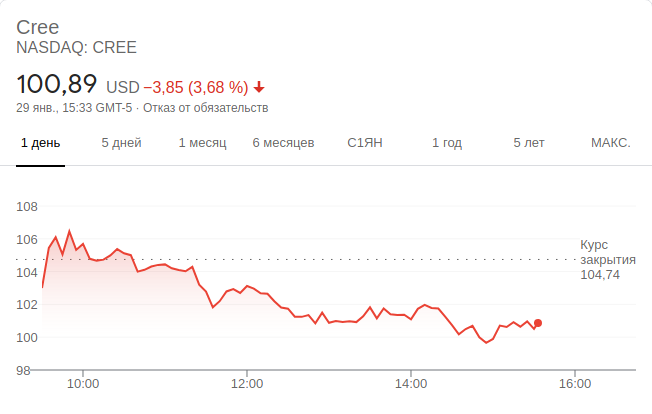 Cree
NASDAQ: CREE
100,89 USD −3,85 (3,68 %)
29 янв., 15:33 GMT-5 · Отказ от обязательств
1 день 5 дней 1 месяц 6 месяцев С1ЯН 1 год 5 лет МАКС.
108
106
104
102
100
98
Курс
закрытия
104,74
10:00 12:00 14:00 16:00